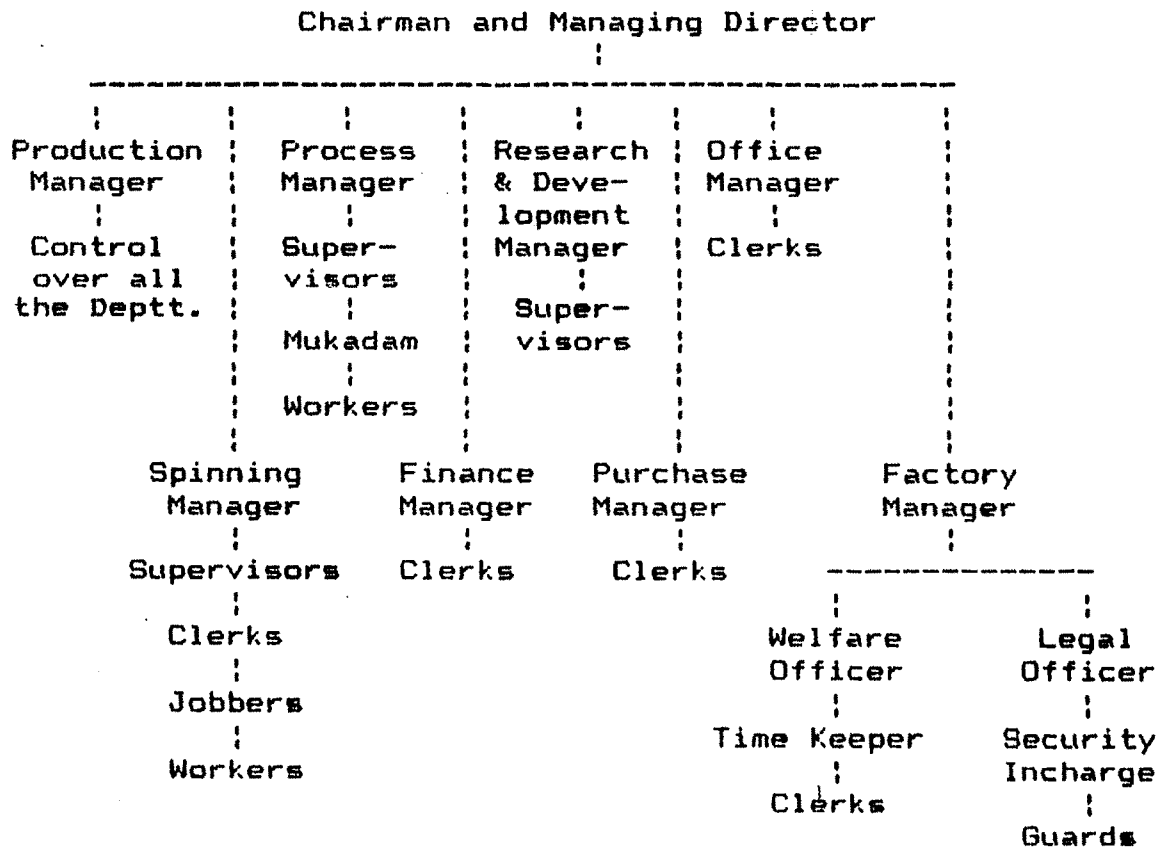 Chairman and Managing Director
Production Process Research Office
Manager Manager & Deve- Manager
lopment
Control Super- Manager Clerks
over all visors
the Deptt. Super-
Mukadam visors
Workers
Spinning Finance Purchase Factory
Manager Manager Manager Manager
Supervisors Clerks Clerks
Clerks Welfare Legal
Officer Officer
Jobbers
Time Keeper Security
Workers Incharge
Clerks
Guards